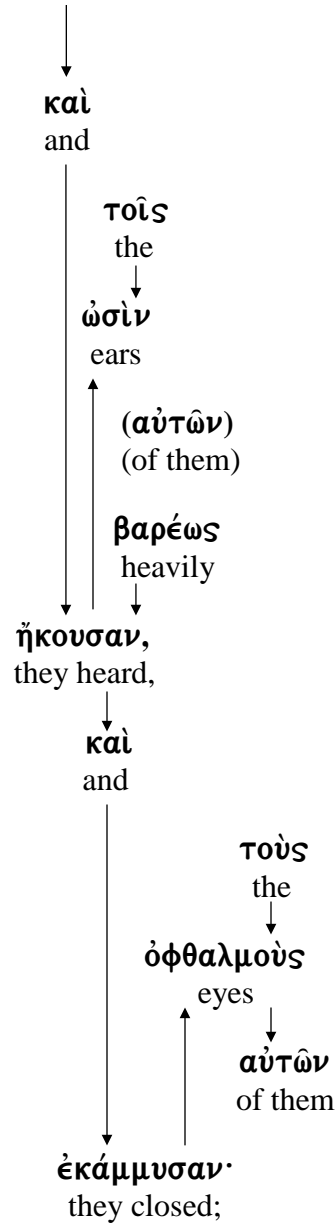 καὶ
and
τοῖς
the
ὠσὶν
ears
(αὐτῶν)
(of them)
βαρέως
heavily
ἤκουσαν,
they heard,
καὶ
and
τοὺς
the
ὀφθαλμοὺς
eyes
αὐτῶν
of them
ἐκάμμυσαν·
they closed;